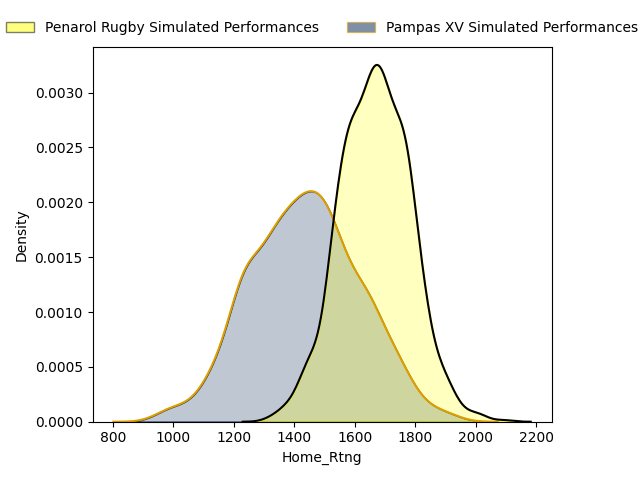 Penarol Rugby Simulated Performances
Pampas XV Simulated Performances
Density
0.0030
0.0025
0.0020
0.0015
0.0010
0.0005
0.0000
800 1000 1200 1400 1600 1800 2000 2200
Home_Rtng